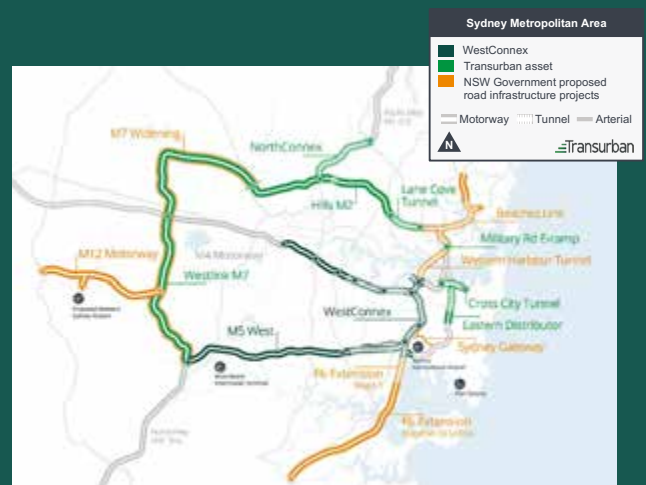 Sydney Metropolitan Area
WestConnex
Transurban asset
NSW Government proposed
road infrastructure projects
Motorway
Tunnel
Arterial
N
Transurban
M7 Widening
NorthConnex
Hills M2
Lane Cove
Tunnel
Beaches Link
Military Rd E-ramp
Western Harbour Tunnel
M12 Motorway
M4 Motorway
Westlink M7
Cross City Tunnel
WestConnex
Eastern Distributor
M5 West
Sydney Gateway
F6 Extension
F6 Extension